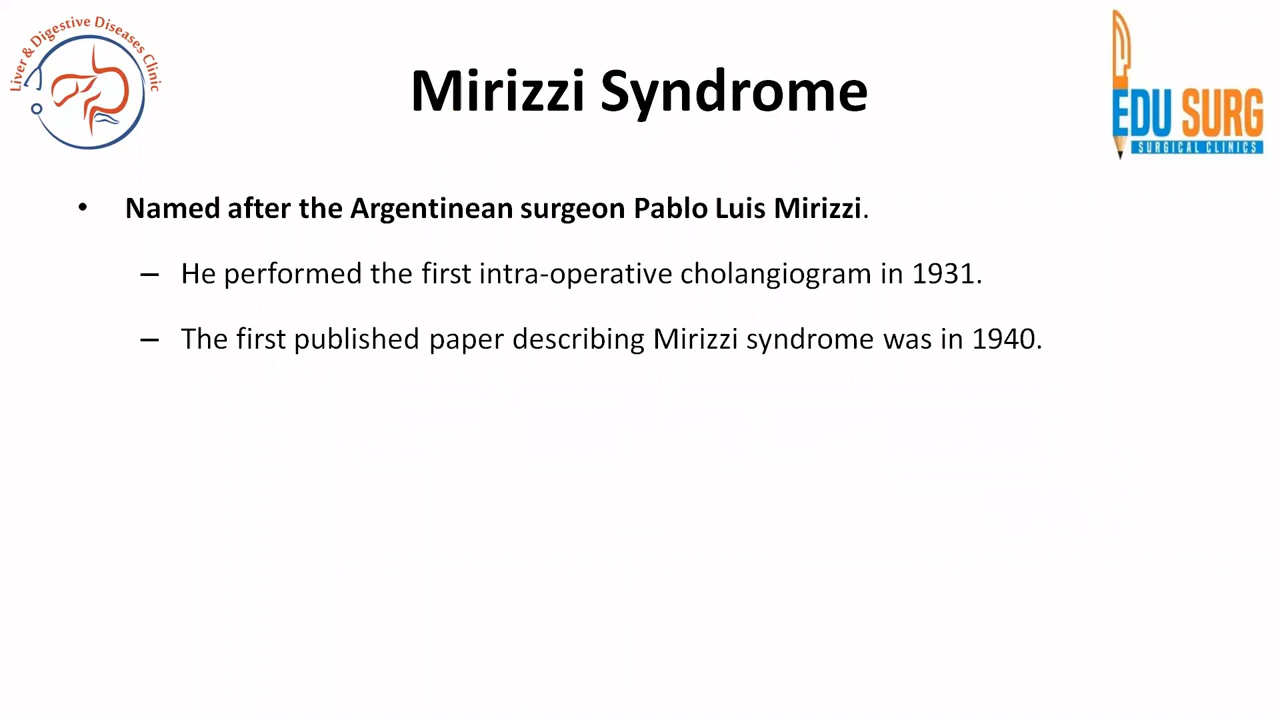 Liver & Digestive Diseases Clinic
Mirizzi Syndrome
EDU SURG
SURGICAL CLINICS
• Named after the Argentinean surgeon Pablo Luis Mirizzi.
– He performed the first intra-operative cholangiogram in 1931.
– The first published paper describing Mirizzi syndrome was in 1940.